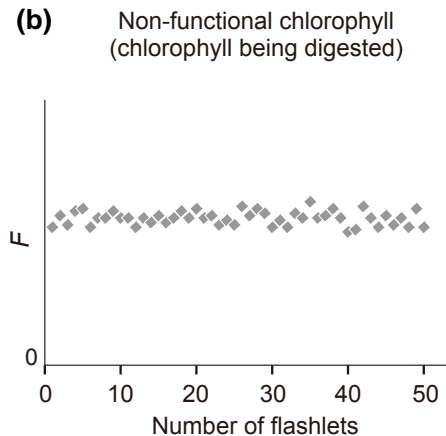 (b) Non-functional chlorophyll
(chlorophyll being digested)
F
0
0 10 20 30 40 50
Number of flashlets